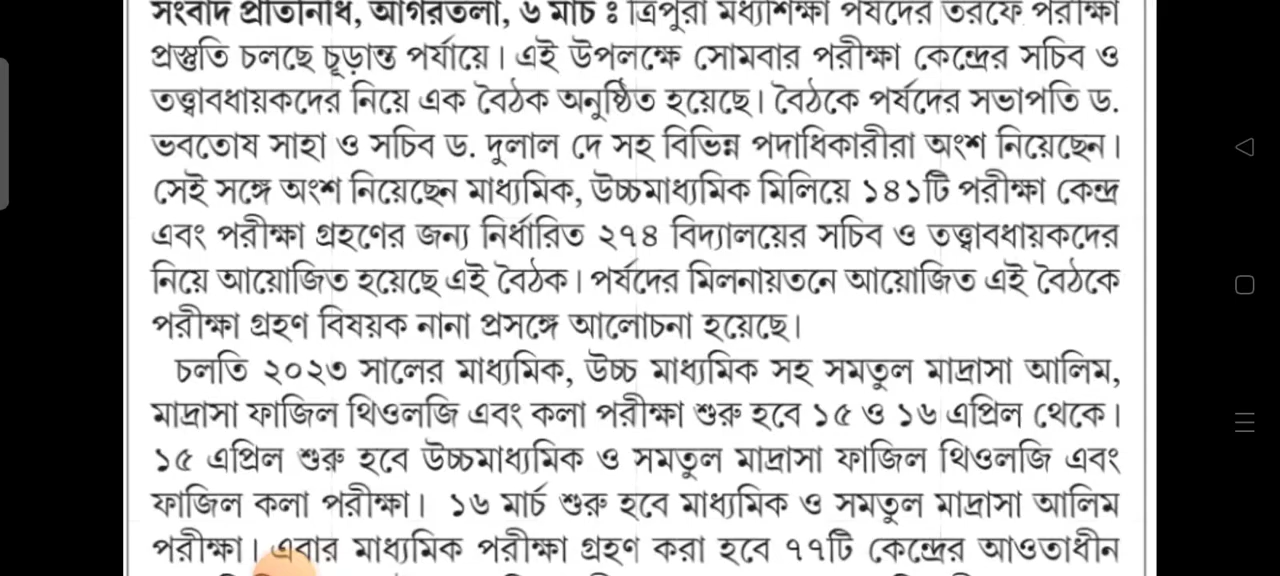 সংবাদ প্রতিনিধি, আগরতলা, ৬ মার্চ ঃ ত্রিপুরা মধ্যশিক্ষা পর্ষদের তরফে পরীক্ষা
প্রস্তুতি চলছে চূড়ান্ত পর্যায়ে। এই উপলক্ষে সোমবার পরীক্ষা কেন্দ্রের সচিব ও
তত্ত্বাবধায়কদের নিয়ে এক বৈঠক অনুষ্ঠিত হয়েছে। বৈঠকে পর্ষদের সভাপতি ড.
ভবতোষ সাহা ও সচিব ড. দুলাল দে সহ বিভিন্ন পদাধিকারীরা অংশ নিয়েছেন।
সেই সঙ্গে অংশ নিয়েছেন মাধ্যমিক, উচ্চমাধ্যমিক মিলিয়ে ১৪১টি পরীক্ষা কেন্দ্র
এবং পরীক্ষা গ্রহণের জন্য নির্ধারিত ২৭৪ বিদ্যালয়ের সচিব ও তত্ত্বাবধায়কদের
নিয়ে আয়োজিত হয়েছে এই বৈঠক। পর্ষদের মিলনায়তনে আয়োজিত এই বৈঠকে
পরীক্ষা গ্রহণ বিষয়ক নানা প্রসঙ্গে আলোচনা হয়েছে।
চলতি ২০২৩ সালের মাধ্যমিক, উচ্চ মাধ্যমিক সহ সমতুল মাদ্রাসা আলিম,
মাদ্রাসা ফাজিল থিওলজি এবং কলা পরীক্ষা শুরু হবে ১৫ ও ১৬ এপ্রিল থেকে।
১৫ এপ্রিল শুরু হবে উচ্চমাধ্যমিক ও সমতুল মাদ্রাসা ফাজিল থিওলজি এবং
ফাজিল কলা পরীক্ষা। ১৬ মার্চ শুরু হবে মাধ্যমিক ও সমতুল মাদ্রাসা আলিম
পরীক্ষা। এবার মাধ্যমিক পরীক্ষা গ্রহণ করা হবে ৭৭টি কেন্দ্রের আওতাধীন